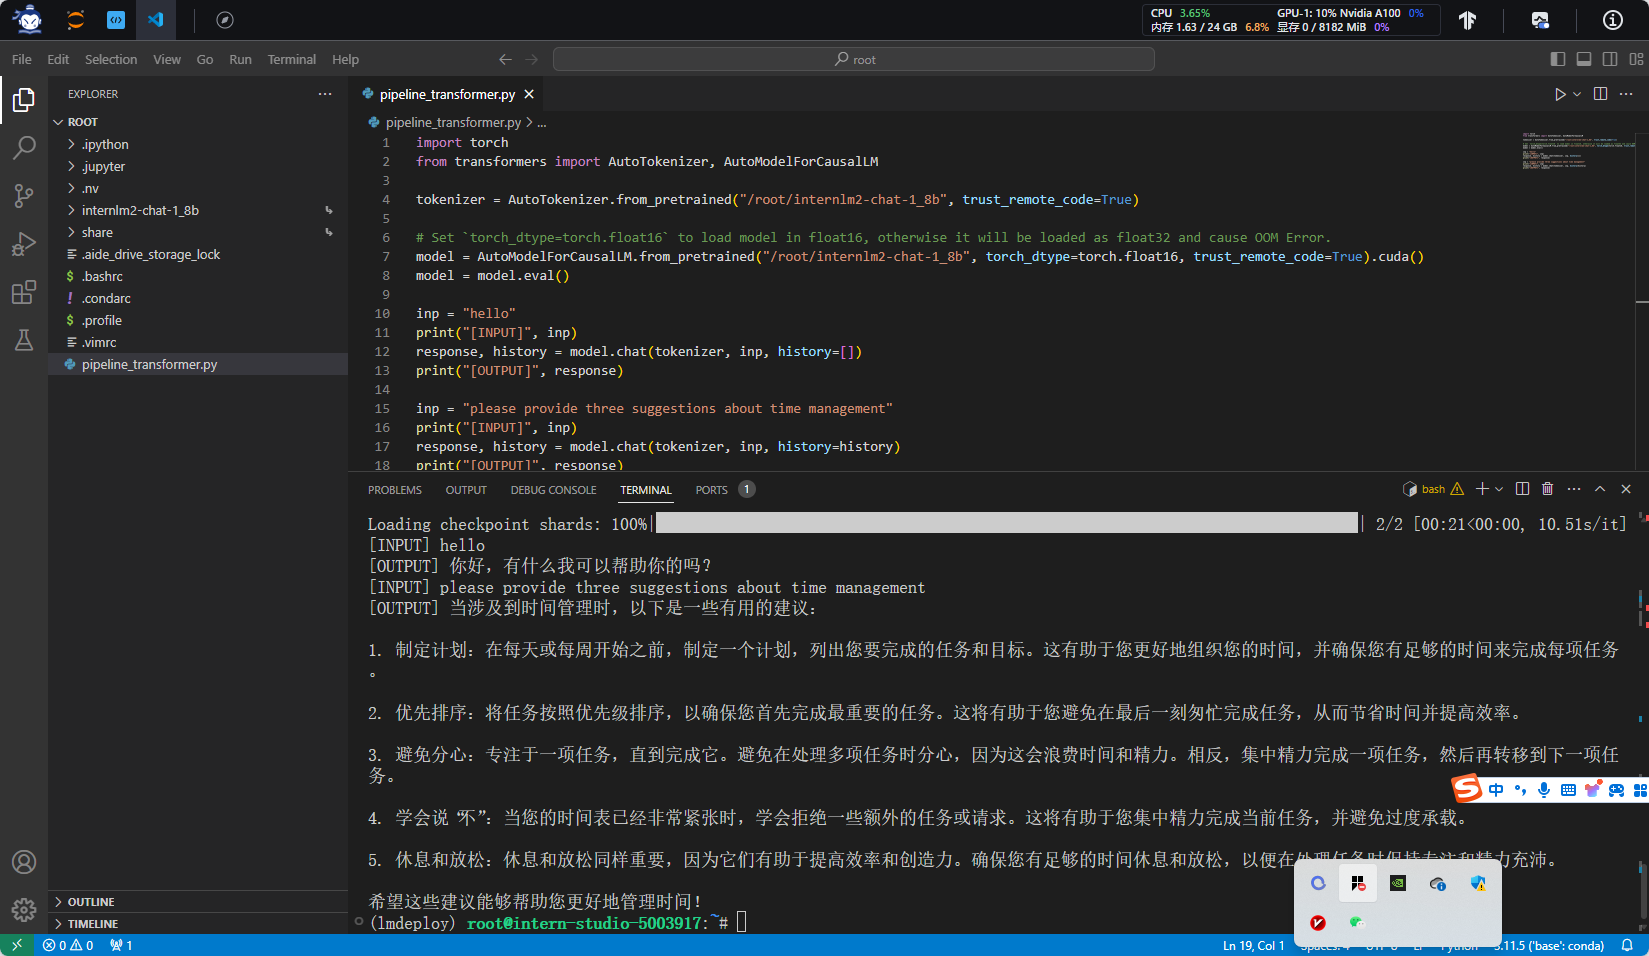 CPU 3.65% GPU-1: 10% Nvidia A100 0%
内存 1.63 / 24 GB 6.8% 显存 0 / 8182 MiB 0%
File Edit Selection View Go Run Terminal Help
root
EXPLORER
ROOT
.ipython
.jupyter
.nv
internlm2-chat-1_8b
share
.aide_drive_storage_lock
.bashrc
.condarc
.profile
.vimrc
pipeline_transformer.py
OUTLINE
TIMELINE
pipeline_transformer.py
pipeline_transformer.py > ...
1 import torch
2 from transformers import AutoTokenizer, AutoModelForCausalLM
3
4 tokenizer = AutoTokenizer.from_pretrained("/root/internlm2-chat-1_8b", trust_remote_code=True)
5
6 # Set `torch_dtype=torch.float16` to load model in float16, otherwise it will be loaded as float32 and cause OOM Error.
7 model = AutoModelForCausalLM.from_pretrained("/root/internlm2-chat-1_8b", torch_dtype=torch.float16, trust_remote_code=True).cuda()
8 model = model.eval()
9
10 inp = "hello"
11 print("[INPUT]", inp)
12 response, history = model.chat(tokenizer, inp, history=[])
13 print("[OUTPUT]", response)
14
15 inp = "please provide three suggestions about time management"
16 print("[INPUT]", inp)
17 response, history = model.chat(tokenizer, inp, history=history)
18 print("[OUTPUT]", response)
PROBLEMS OUTPUT DEBUG CONSOLE TERMINAL PORTS 1
bash
Loading checkpoint shards: 100%| | 2/2 [00:21<00:00, 10.51s/it]
[INPUT] hello
[OUTPUT] 你好，有什么我可以帮助你的吗？
[INPUT] please provide three suggestions about time management
[OUTPUT] 当涉及到时间管理时，以下是一些有用的建议：
1. 制定计划：在每天或每周开始之前，制定一个计划，列出您要完成的任务和目标。这有助于您更好地组织您的时间，并确保您有足够的时间来完成每项任务
。
2. 优先排序：将任务按照优先级排序，以确保您首先完成最重要的任务。这将有助于您避免在最后一刻匆忙完成任务，从而节省时间并提高效率。
3. 避免分心：专注于一项任务，直到完成它。避免在处理多项任务时分心，因为这会浪费时间和精力。相反，集中精力完成一项任务，然后再转移到下一项任
务。
4. 学会说“不”：当您的时间表已经非常紧张时，学会拒绝一些额外的任务或请求。这将有助于您集中精力完成当前任务，并避免过度承载。
5. 休息和放松：休息和放松同样重要，因为它们有助于提高效率和创造力。确保您有足够的时间休息和放松，以便在处理任务时保持专注和精力充沛。
希望这些建议能够帮助您更好地管理时间！
(lmdeploy) root@intern-studio-5003917:~#
中
0 0 1
Ln 19, Col 1 3.11.5 ('base': conda)